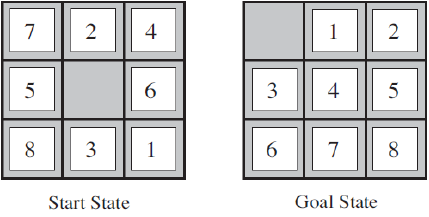 7 2 4
5 6
8 3 1
Start State
1 2
3 4 5
6 7 8
Goal State